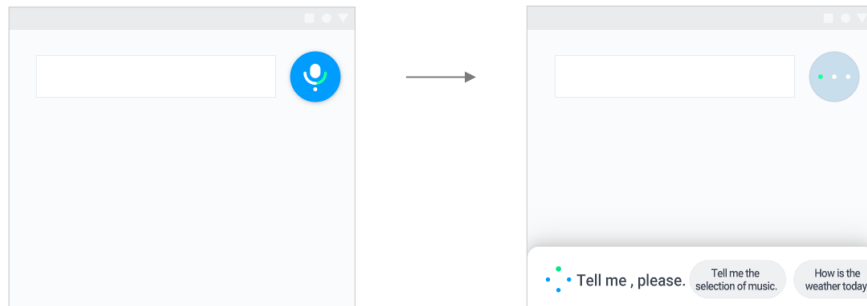 Tell me , please.
Tell me the
selection of music.
How is the
weather today